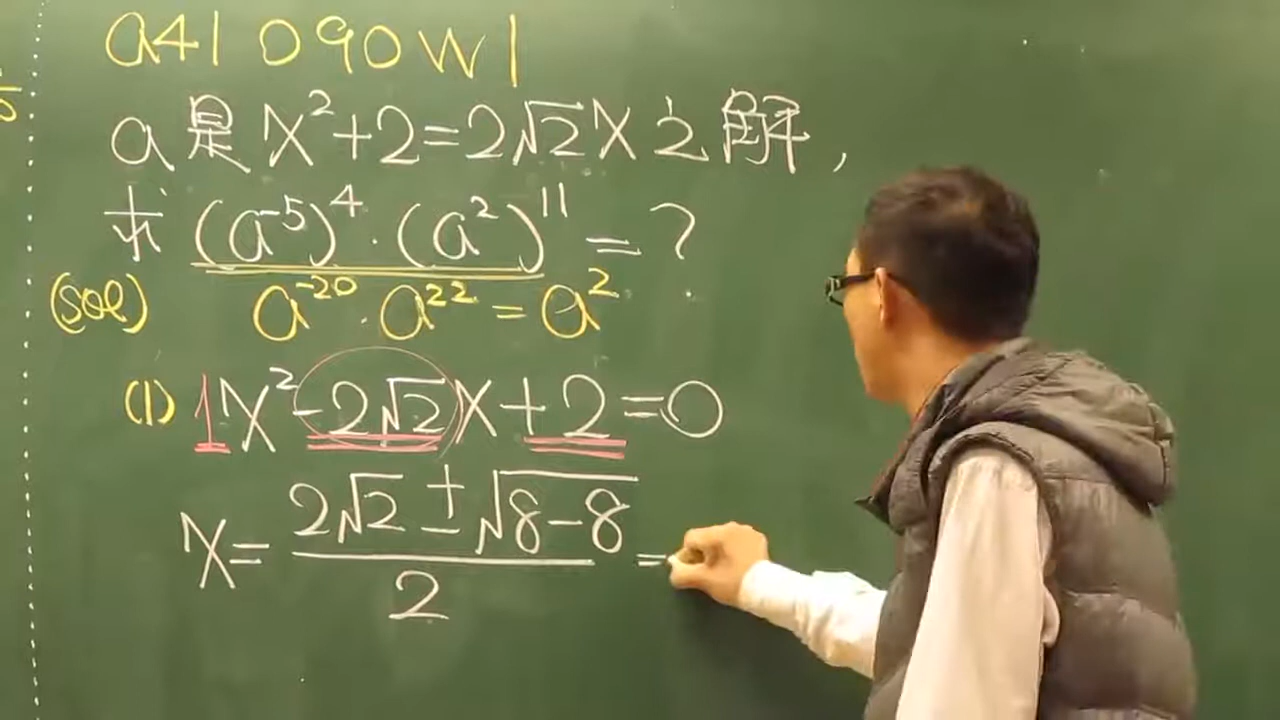 a41090W1
a是x²+2=2√2x之解,
求(a⁻⁵)⁴·(a²)¹¹=?
(sol) a⁻²⁰·a²²=a²
(1) 1x²-2√2x+2=0
x=(2√2±√(8-8))/2=